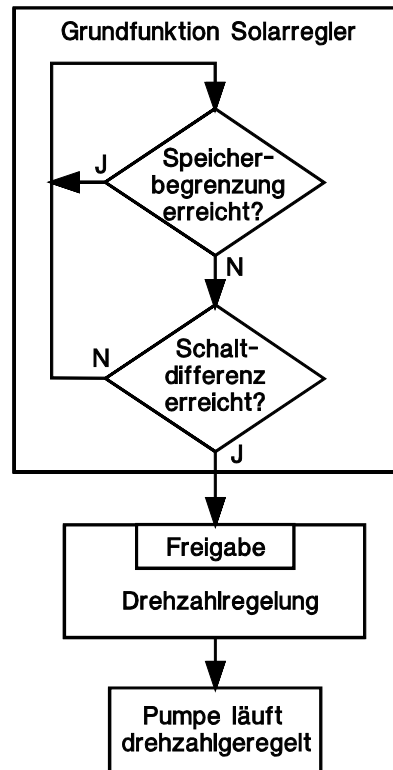 Grundfunktion Solarregler
J
Speicher-
begrenzung
erreicht?
N
N
Schalt-
differenz
erreicht?
J
Freigabe
Drehzahlregelung
Pumpe läuft
drehzahlgeregelt